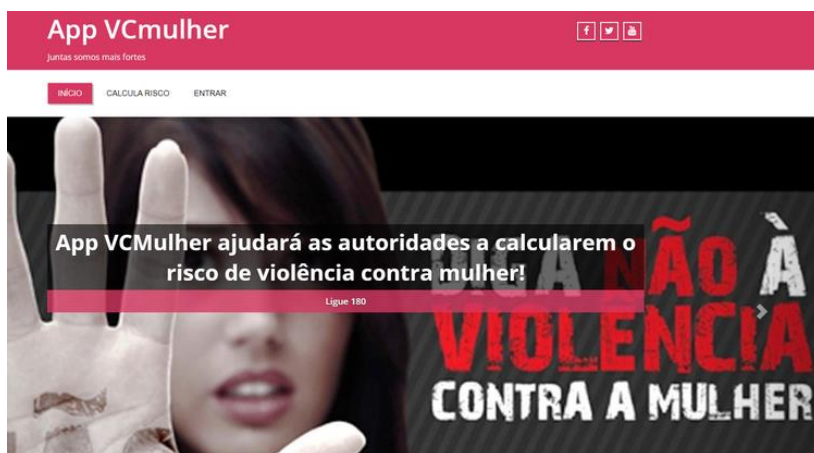 App VCmulher
Juntas somos mais fortes
INÍCIO CALCULA RISCO ENTRAR
App VCMulher ajudará as autoridades a calcularem o
risco de violência contra mulher!
Ligue 180
DIGA NÃO À
VIOLÊNCIA
CONTRA A MULHER